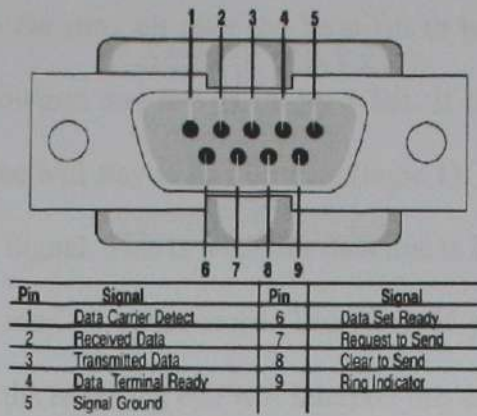 1 2 3 4 5
6 7 8 9
Pin Signal Pin Signal
1 Data Carrier Detect 6 Data Set Ready
2 Received Data 7 Request to Send
3 Transmitted Data 8 Clear to Send
4 Data Terminal Ready 9 Ring Indicator
5 Signal Ground